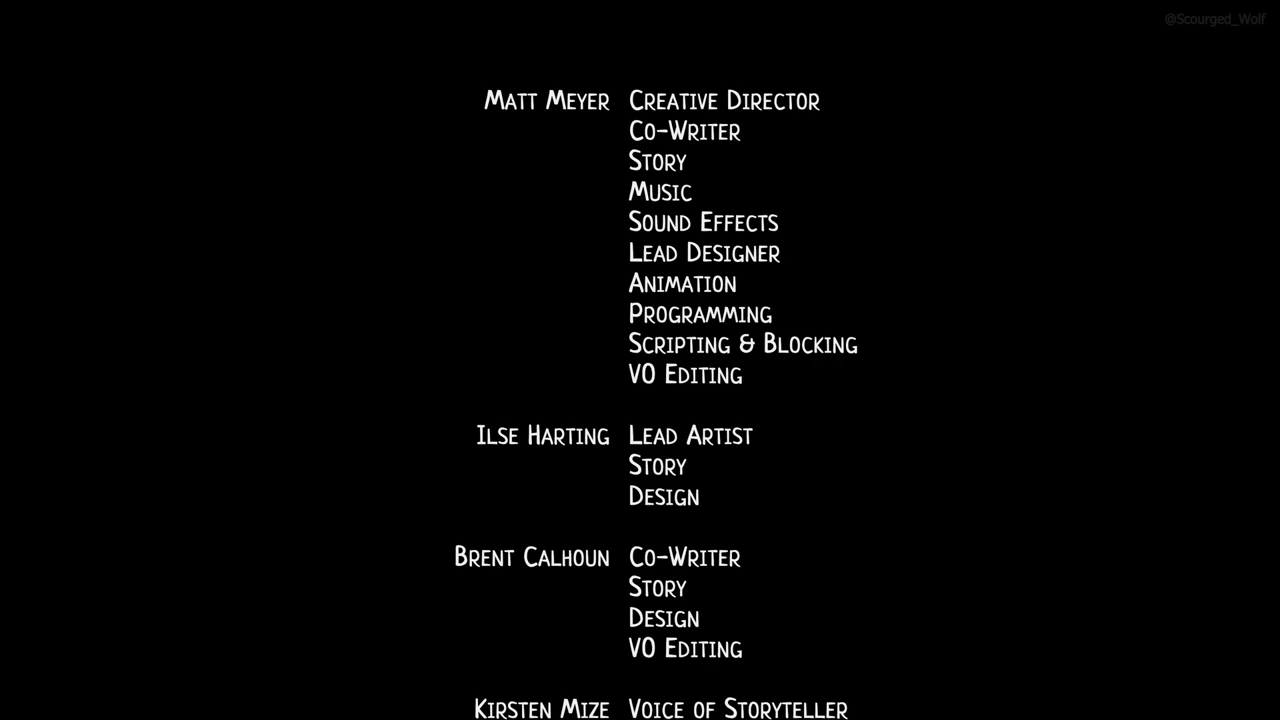 @Scourged_Wolf
Matt Meyer Creative Director
Co-Writer
Story
Music
Sound Effects
Lead Designer
Animation
Programming
Scripting & Blocking
VO Editing
Ilse Harting Lead Artist
Story
Design
Brent Calhoun Co-Writer
Story
Design
VO Editing
Kirsten Mize Voice of Storyteller